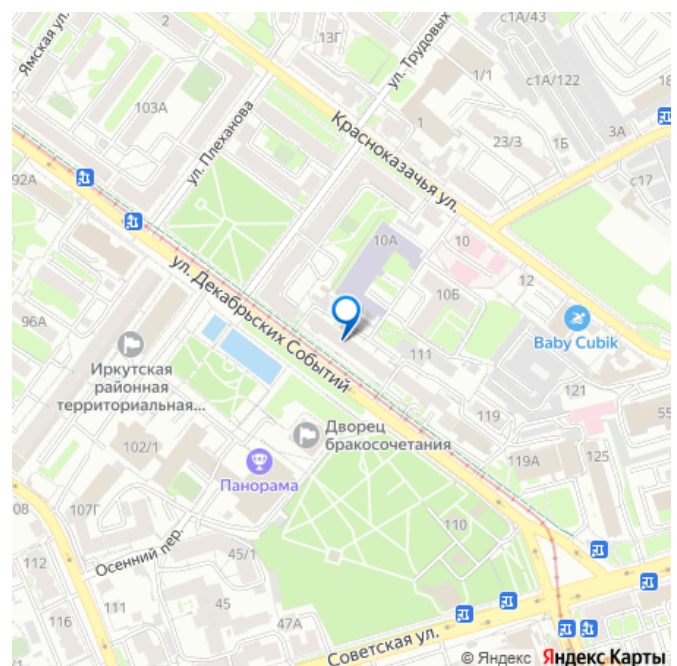 Ямская ул.
2
13Г
ул. Трудовых
с1А/43
1/1
с1А/122
18
103А
ул. Плеханова
Красноказачья ул.
1
23/3
1Б
3А
с17
92А
10А
10
12
ул. Декабрьских Событий
10Б
96А
Baby Cubik
Иркутская
районная
территориальная...
111
121
Дворец
бракосочетания
119
55
102/1
Панорама
119А
125
107Г
08
110
Осенний пер.
45/1
112
111
45
116
47А
Советская ул.
© Яндекс Яндекс Карты